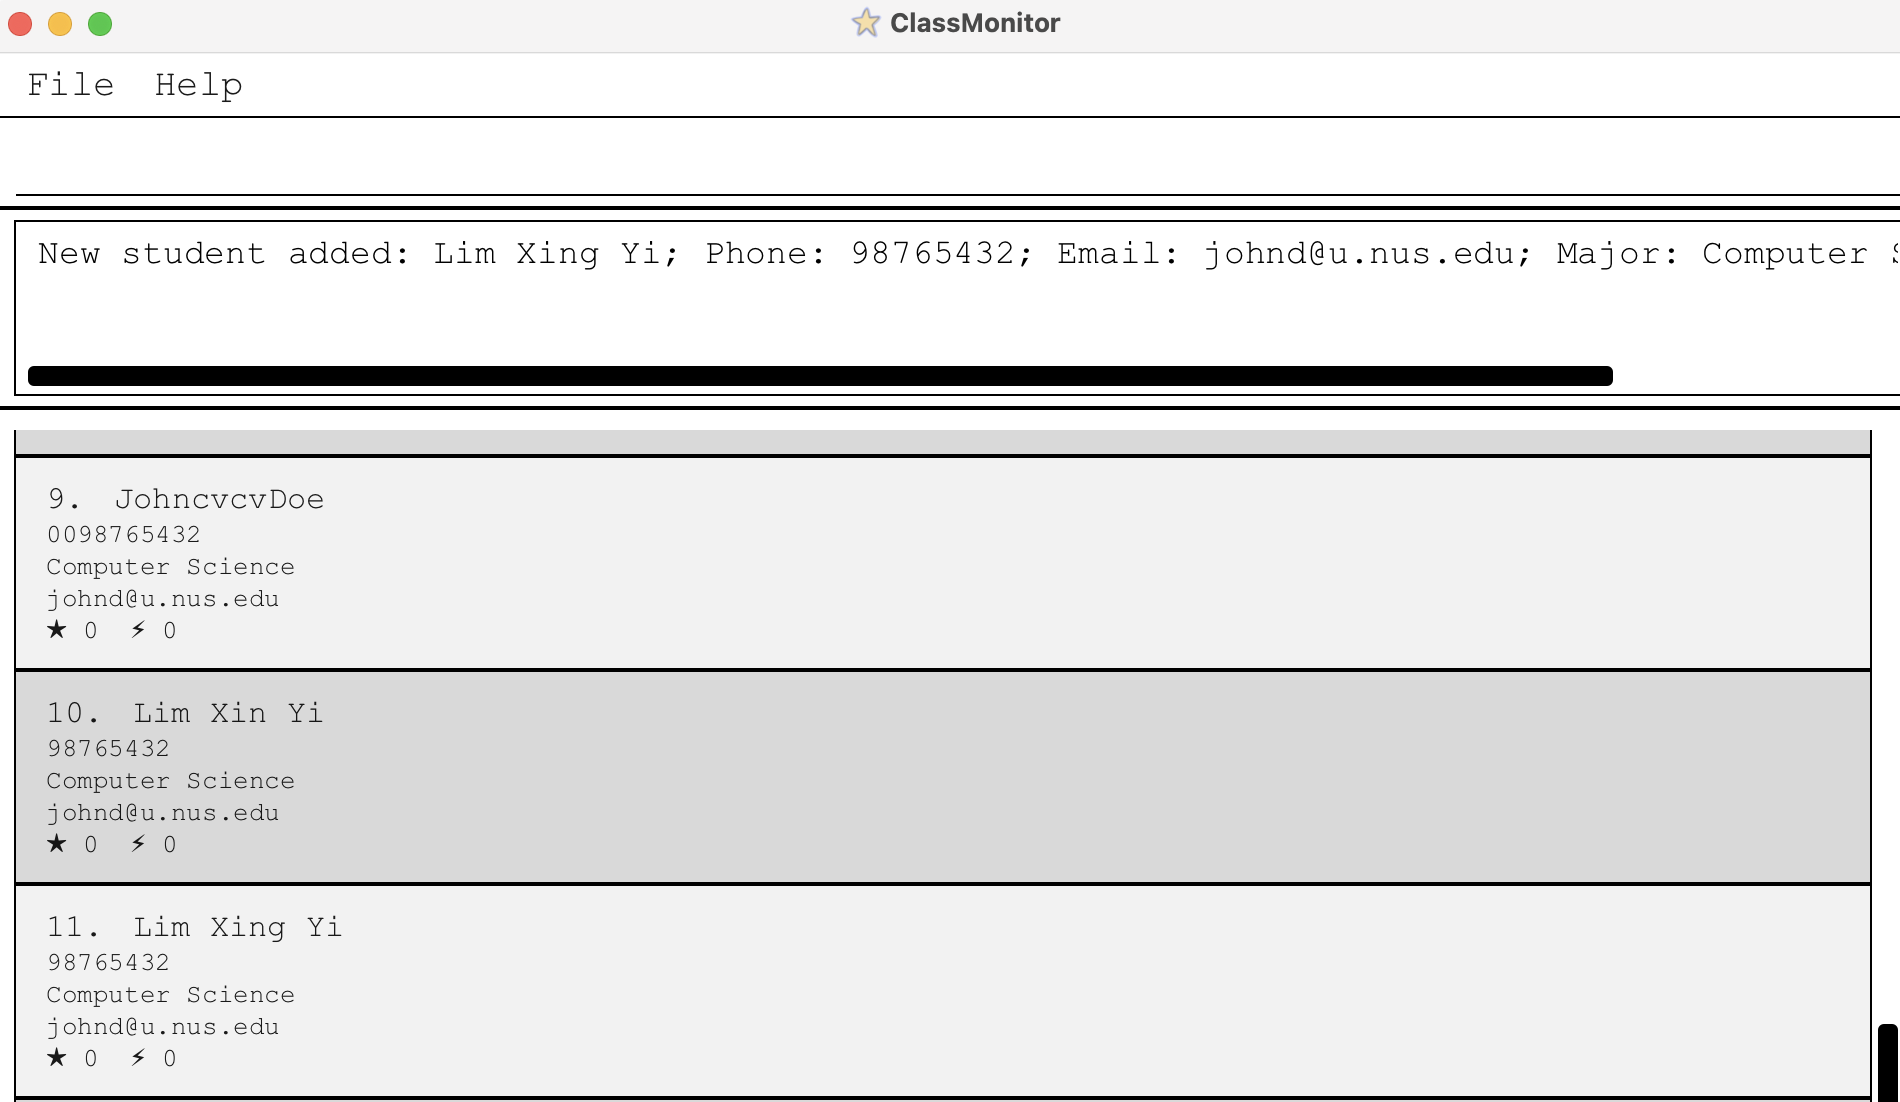 ClassMonitor
File Help
New student added: Lim Xing Yi; Phone: 98765432; Email: johnd@u.nus.edu; Major: Computer
9. JohncvcvDoe
0098765432
Computer Science
johnd@u.nus.edu
★ 0 ⚡ 0
10. Lim Xin Yi
98765432
Computer Science
johnd@u.nus.edu
★ 0 ⚡ 0
11. Lim Xing Yi
98765432
Computer Science
johnd@u.nus.edu
★ 0 ⚡ 0